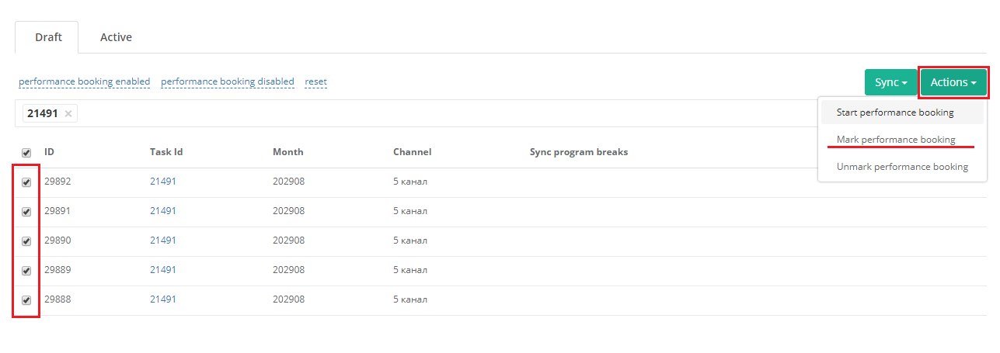 Draft Active
performance booking enabled performance booking disabled reset Sync Actions
21491 ×
Start performance booking
Mark performance booking
Unmark performance booking
ID Task Id Month Channel Sync program breaks
29892 21491 202908 5 канал
29891 21491 202908 5 канал
29890 21491 202908 5 канал
29889 21491 202908 5 канал
29888 21491 202908 5 канал